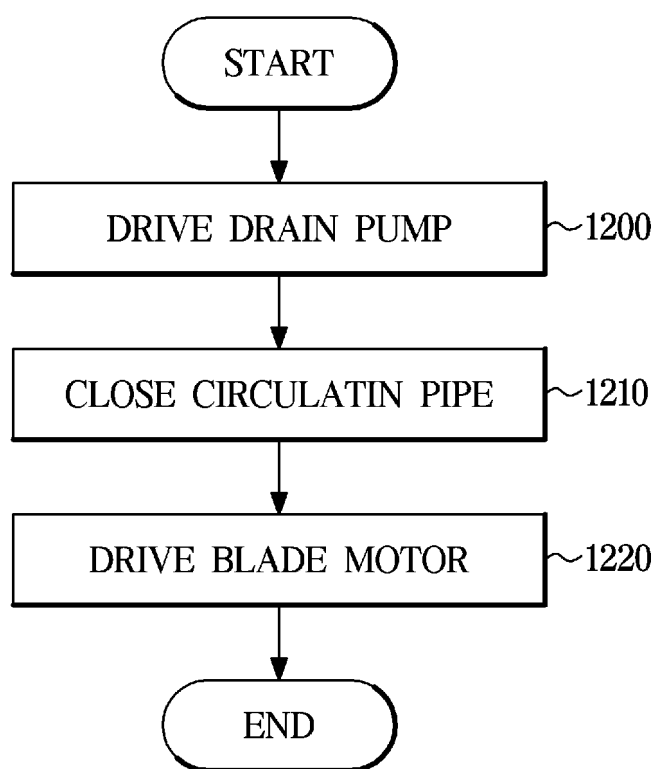 START
DRIVE DRAIN PUMP 1200
CLOSE CIRCULATIN PIPE 1210
DRIVE BLADE MOTOR 1220
END